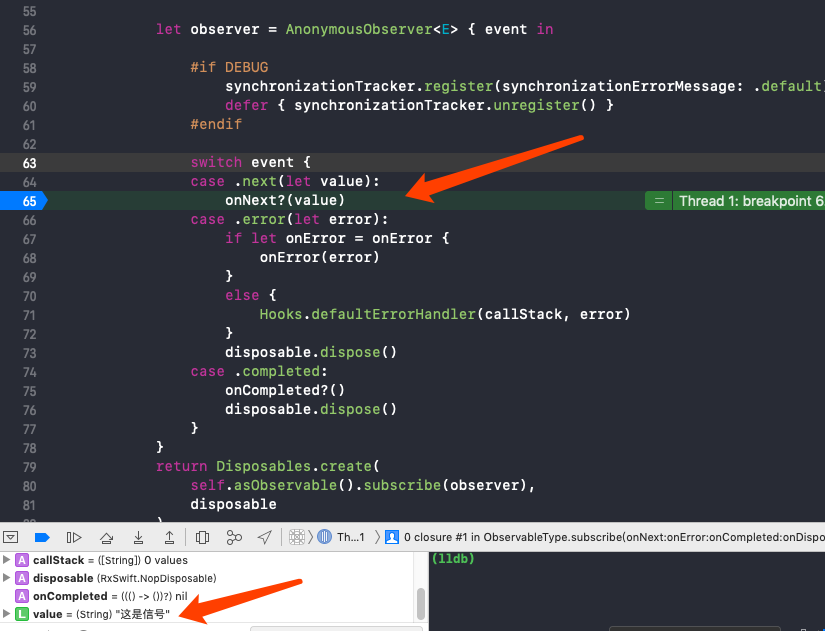 55
56 let observer = AnonymousObserver<E> { event in
57
58 #if DEBUG
59 synchronizationTracker.register(synchronizationErrorMessage: .default)
60 defer { synchronizationTracker.unregister() }
61 #endif
62
63 switch event {
64 case .next(let value):
65 onNext?(value) = Thread 1: breakpoint 6
66 case .error(let error):
67 if let onError = onError {
68 onError(error)
69 }
70 else {
71 Hooks.defaultErrorHandler(callStack, error)
72 }
73 disposable.dispose()
74 case .completed:
75 onCompleted?()
76 disposable.dispose()
77 }
78 }
79 return Disposables.create(
80 self.asObservable().subscribe(observer),
81 disposable
Th...1 0 closure #1 in ObservableType.subscribe(onNext:onError:onCompleted:onDispo
A callStack = ([String]) 0 values
A disposable (RxSwift.NopDisposable)
A onCompleted = ((() -> ())?) nil
L value = (String) "这是信号"
(lldb)